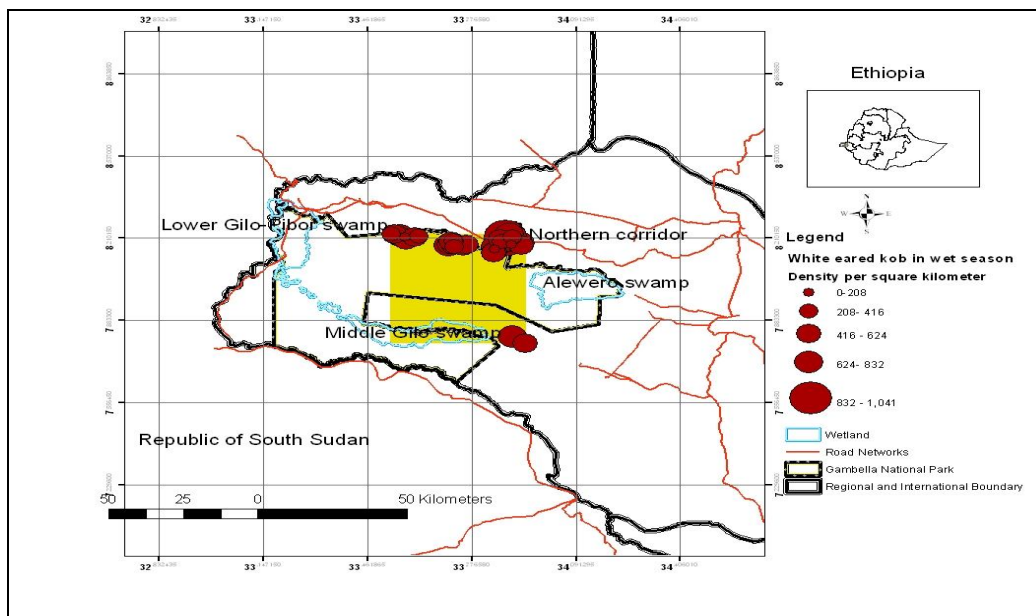 Ethiopia
Lower Gilo-Pibor swamp
Northern corridor
Alewero swamp
Middle Gilo swamp
Republic of South Sudan
50 25 0 50 Kilometers
Legend
White eared kob in wet season
Density per square kilometer
0-208
208- 416
416 - 624
624- 832
832 - 1,041
Wetland
Road Networks
Gambella National Park
Regional and International Boundary